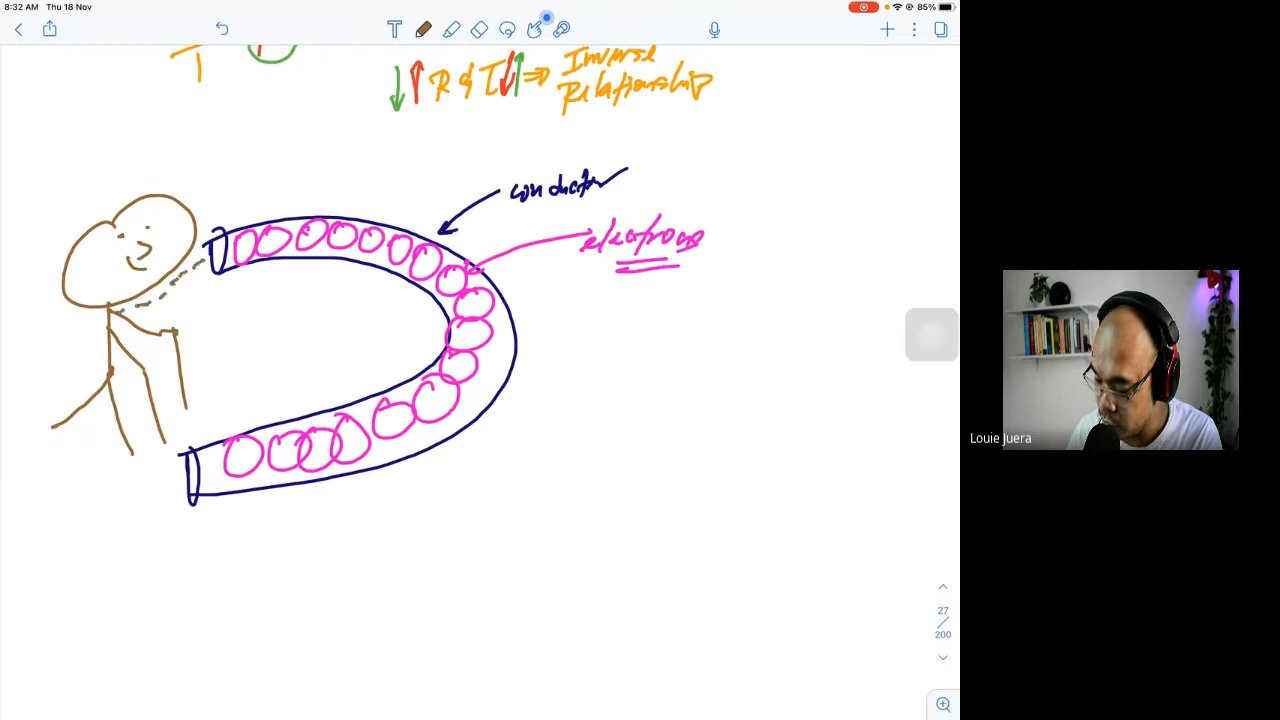 8:32 AM Thu 18 Nov
85%
T
R & I ⇒ Inverse
Relationship
conductor
electrons
Louie Juera
27
/
200